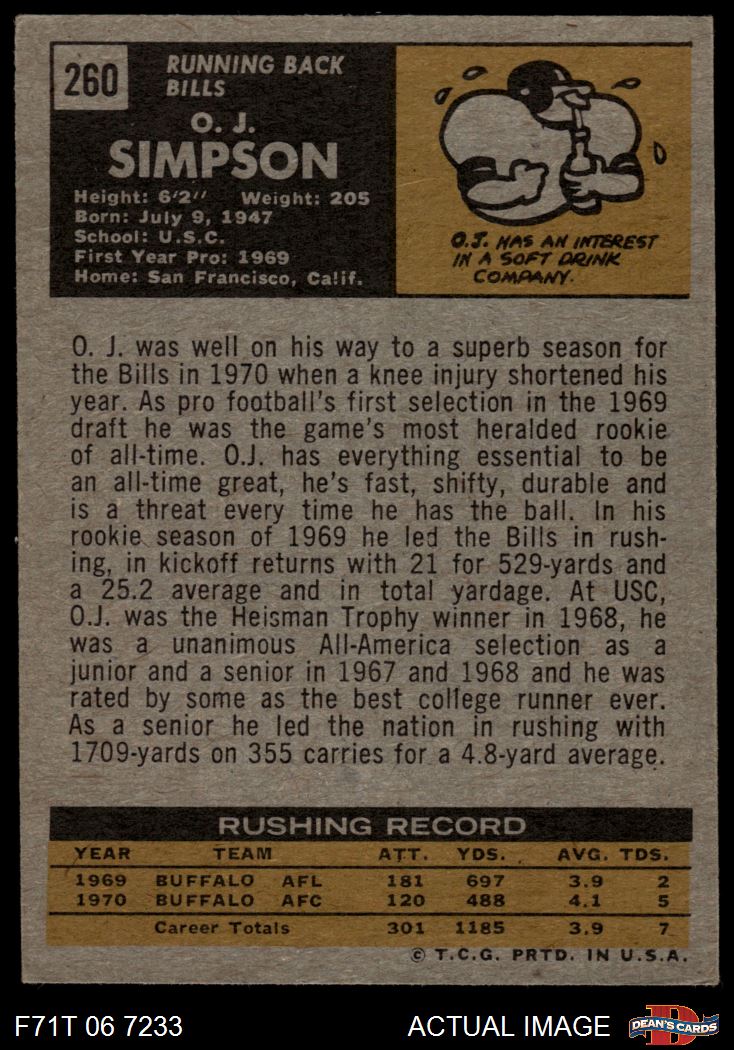 260
RUNNING BACK
BILLS
O. J.
SIMPSON
Height: 6'2'' Weight: 205
Born: July 9, 1947
School: U.S.C.
First Year Pro: 1969
Home: San Francisco, Calif.
O.J. HAS AN INTEREST
IN A SOFT DRINK
COMPANY.
O. J. was well on his way to a superb season for
the Bills in 1970 when a knee injury shortened his
year. As pro football's first selection in the 1969
draft he was the game's most heralded rookie
of all-time. O.J. has everything essential to be
an all-time great, he's fast, shifty, durable and
is a threat every time he has the ball. In his
rookie season of 1969 he led the Bills in rush-
ing, in kickoff returns with 21 for 529-yards and
a 25.2 average and in total yardage. At USC,
O.J. was the Heisman Trophy winner in 1968, he
was a unanimous All-America selection as a
junior and a senior in 1967 and 1968 and he was
rated by some as the best college runner ever.
As a senior he led the nation in rushing with
1709-yards on 355 carries for a 4.8-yard average.
RUSHING RECORD
YEAR TEAM ATT. YDS. AVG. TDS.
1969 BUFFALO AFL 181 697 3.9 2
1970 BUFFALO AFC 120 488 4.1 5
Career Totals 301 1185 3.9 7
© T.C.G. PRTD. IN U.S.A.
F71T 06 7233 ACTUAL IMAGE DEAN'S CARDS